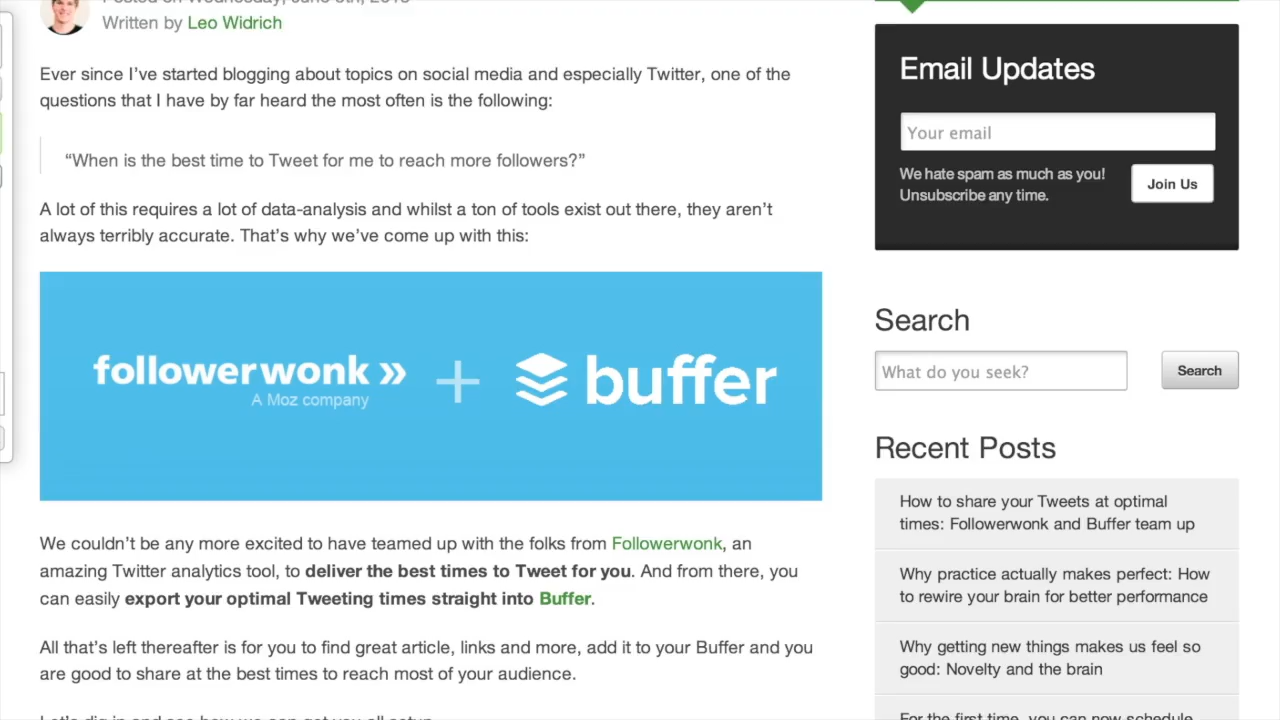 Written by Leo Widrich
Ever since I’ve started blogging about topics on social media and especially Twitter, one of the
questions that I have by far heard the most often is the following:
“When is the best time to Tweet for me to reach more followers?”
A lot of this requires a lot of data-analysis and whilst a ton of tools exist out there, they aren’t
always terribly accurate. That’s why we’ve come up with this:
followerwonk »
A Moz company
+
buffer
We couldn’t be any more excited to have teamed up with the folks from Followerwonk, an
amazing Twitter analytics tool, to deliver the best times to Tweet for you. And from there, you
can easily export your optimal Tweeting times straight into Buffer.
All that’s left thereafter is for you to find great article, links and more, add it to your Buffer and you
are good to share at the best times to reach most of your audience.
Email Updates
Your email
We hate spam as much as you!
Unsubscribe any time.
Join Us
Search
What do you seek?
Search
Recent Posts
How to share your Tweets at optimal
times: Followerwonk and Buffer team up
Why practice actually makes perfect: How
to rewire your brain for better performance
Why getting new things makes us feel so
good: Novelty and the brain
For the first time, you can now schedule